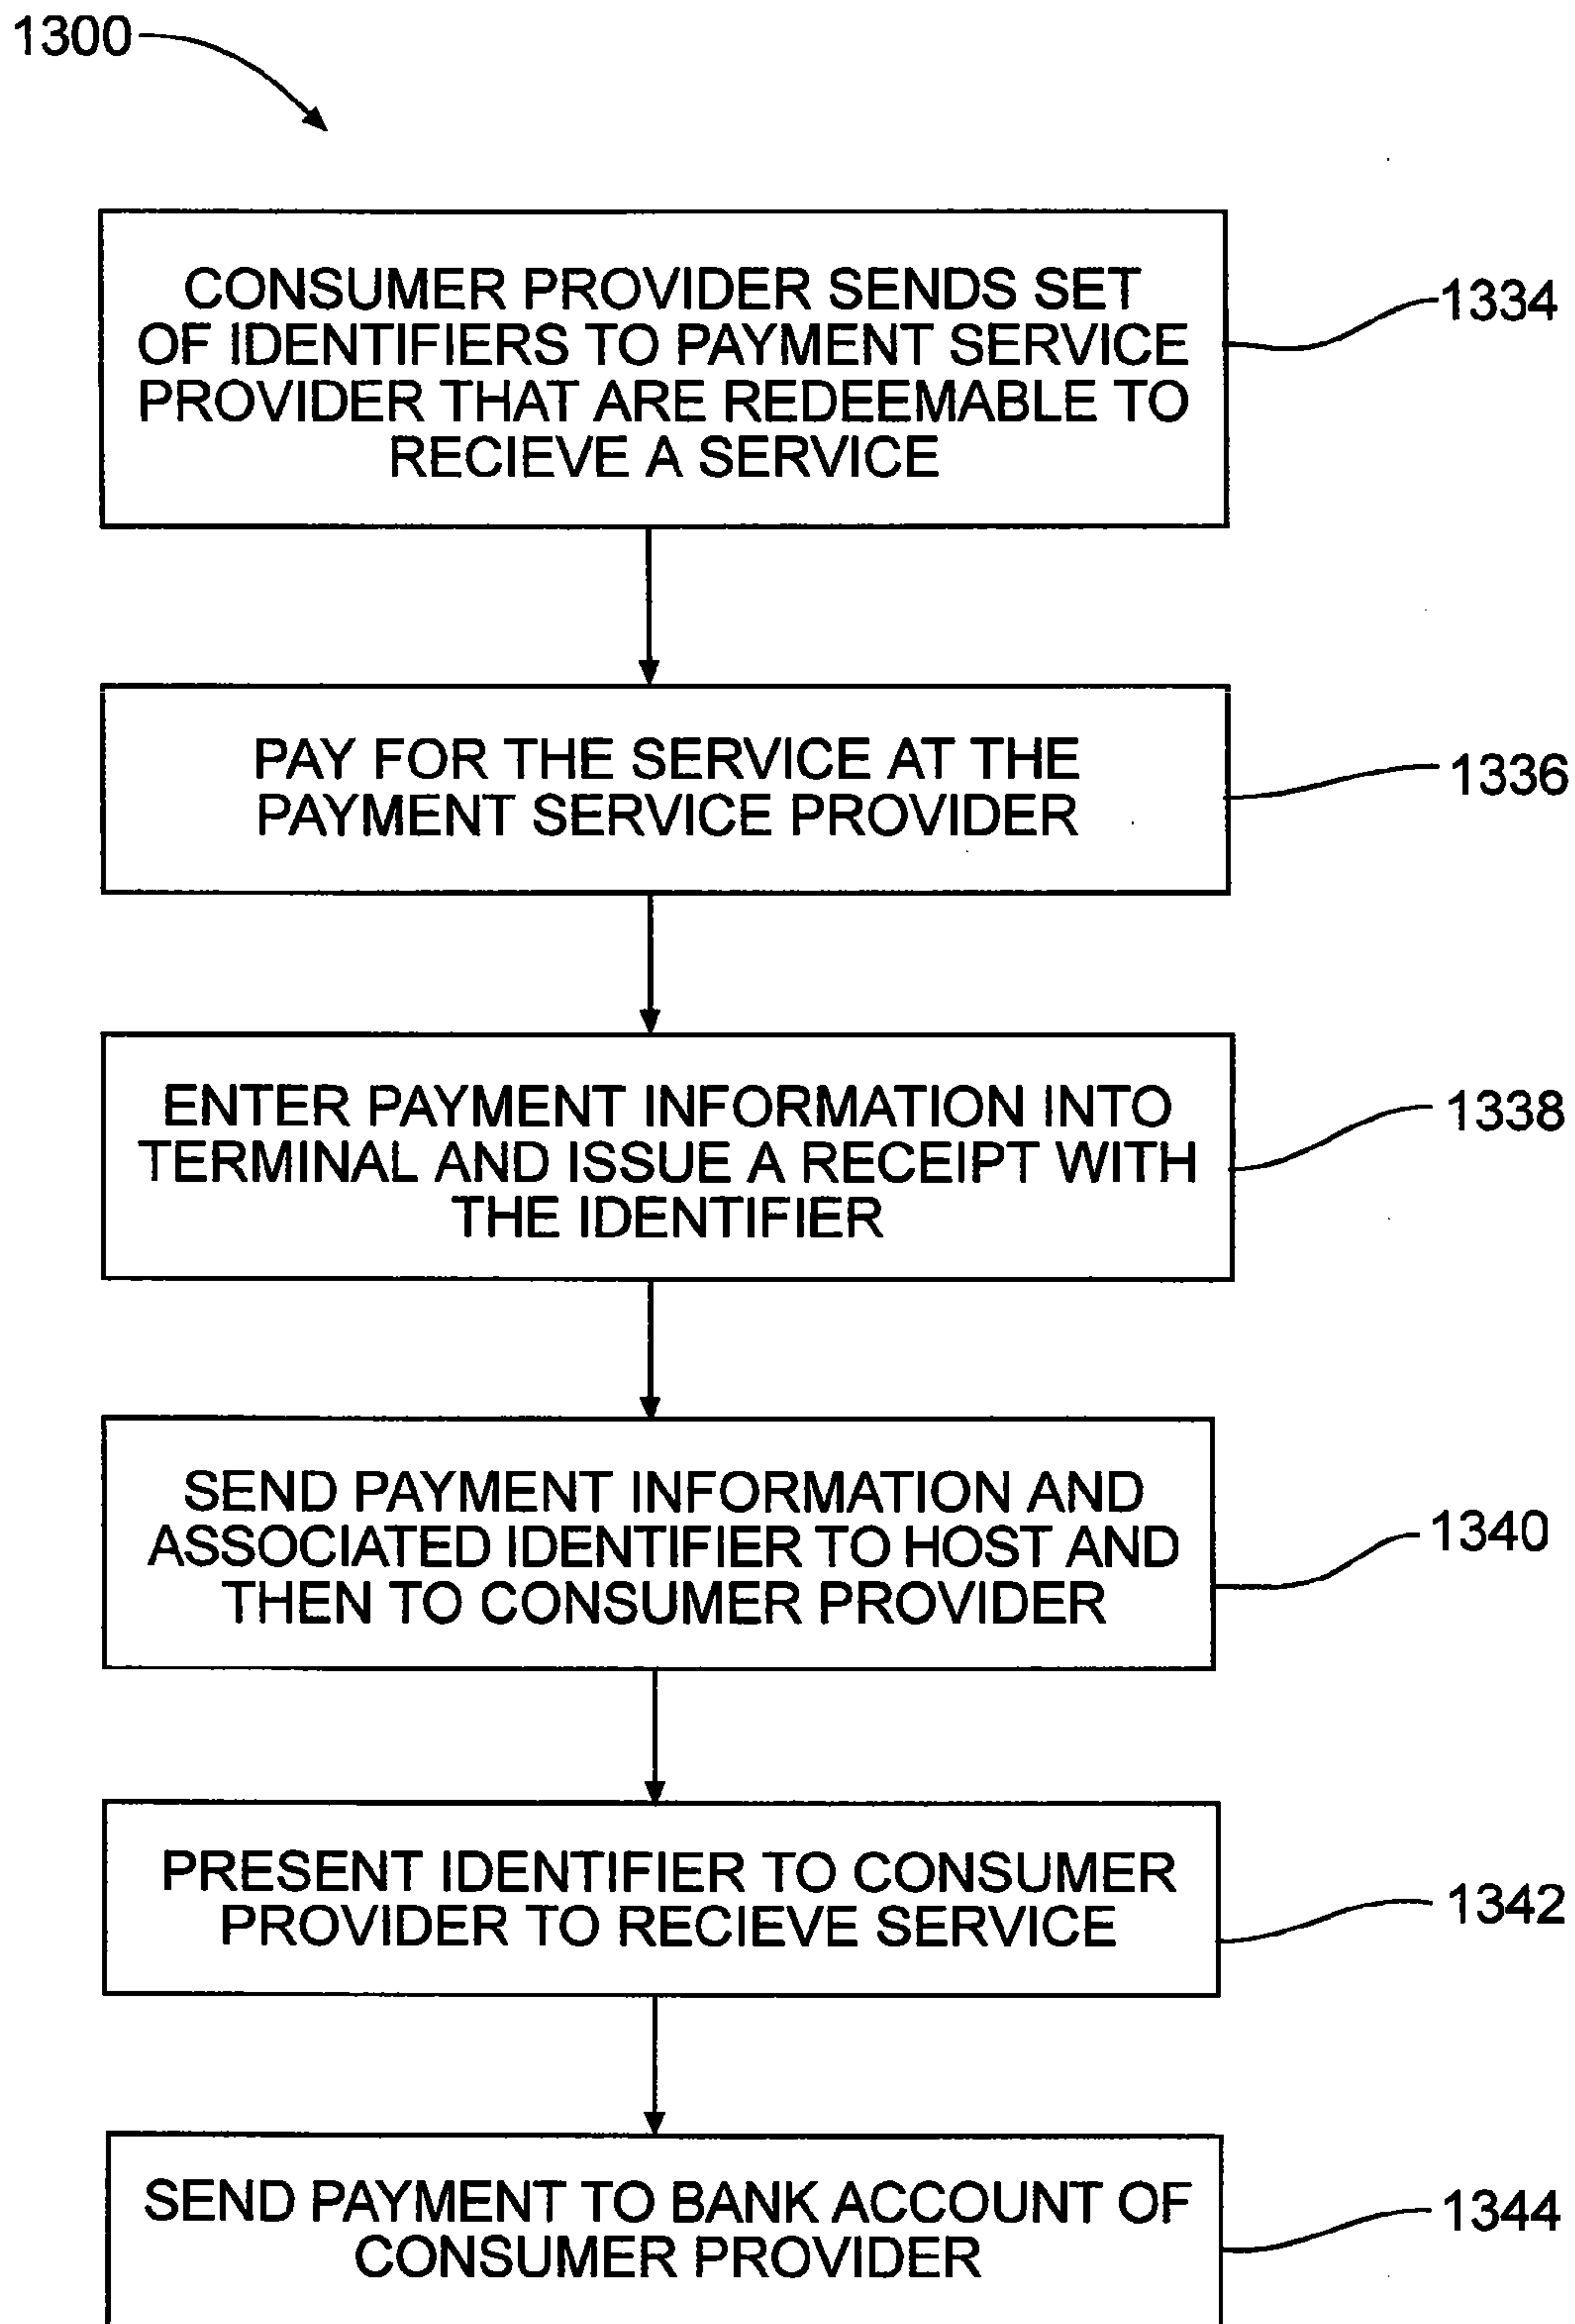 1300
CONSUMER PROVIDER SENDS SET
OF IDENTIFIERS TO PAYMENT SERVICE
PROVIDER THAT ARE REDEEMABLE TO
RECIEVE A SERVICE
1334
PAY FOR THE SERVICE AT THE
PAYMENT SERVICE PROVIDER
1336
ENTER PAYMENT INFORMATION INTO
TERMINAL AND ISSUE A RECEIPT WITH
THE IDENTIFIER
1338
SEND PAYMENT INFORMATION AND
ASSOCIATED IDENTIFIER TO HOST AND
THEN TO CONSUMER PROVIDER
1340
PRESENT IDENTIFIER TO CONSUMER
PROVIDER TO RECIEVE SERVICE
1342
SEND PAYMENT TO BANK ACCOUNT OF
CONSUMER PROVIDER
1344